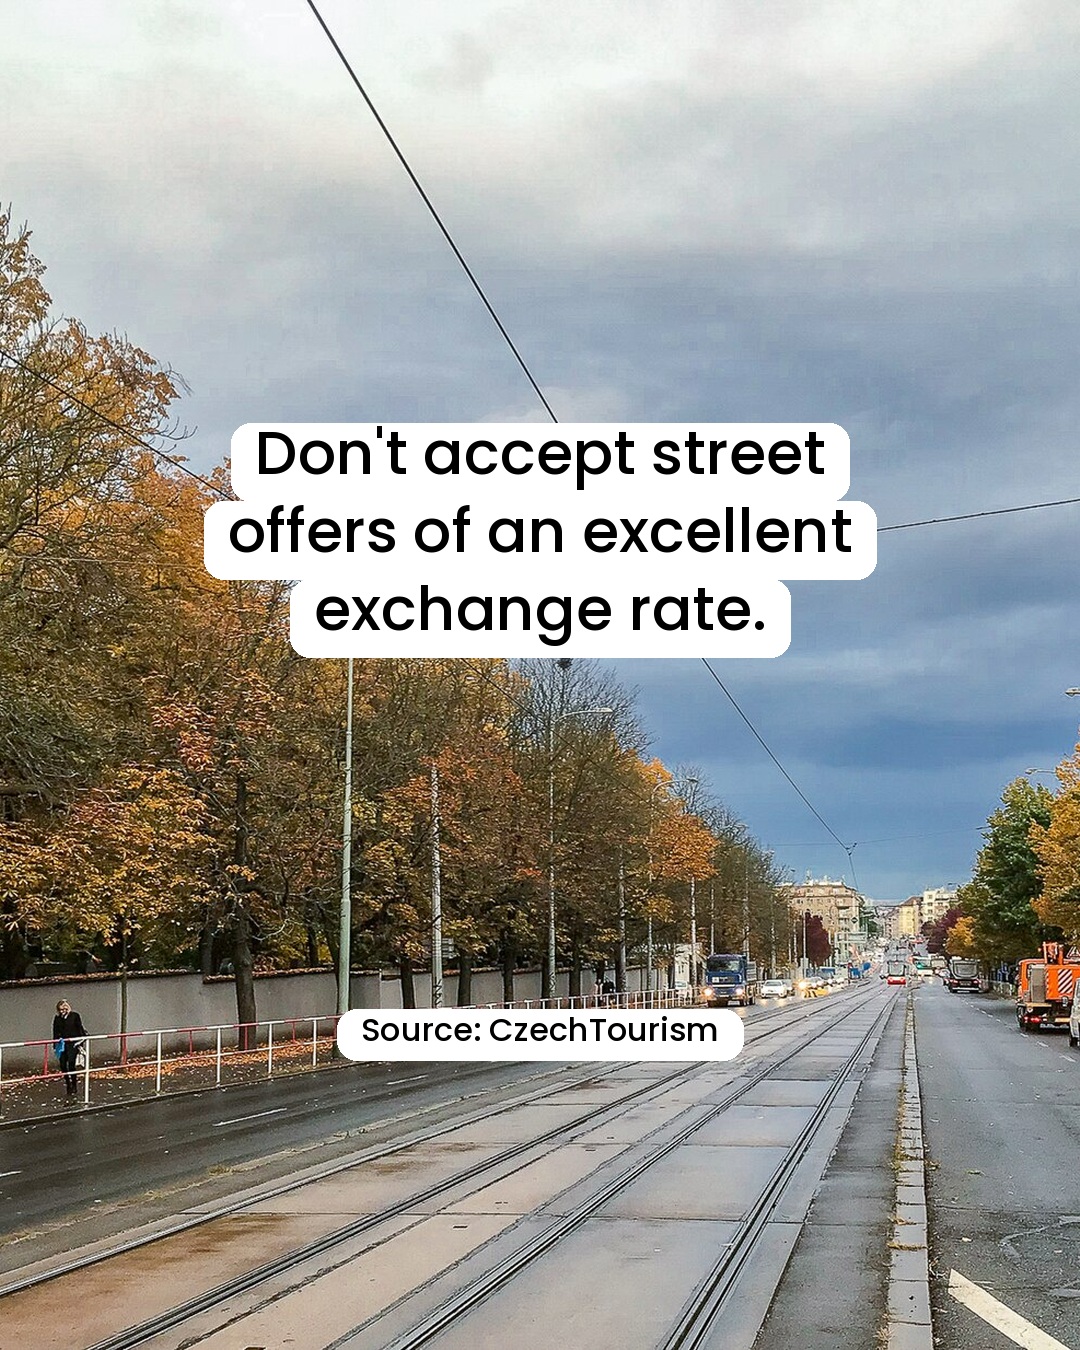 Don't accept street
offers of an excellent
exchange rate.
Source: CzechTourism